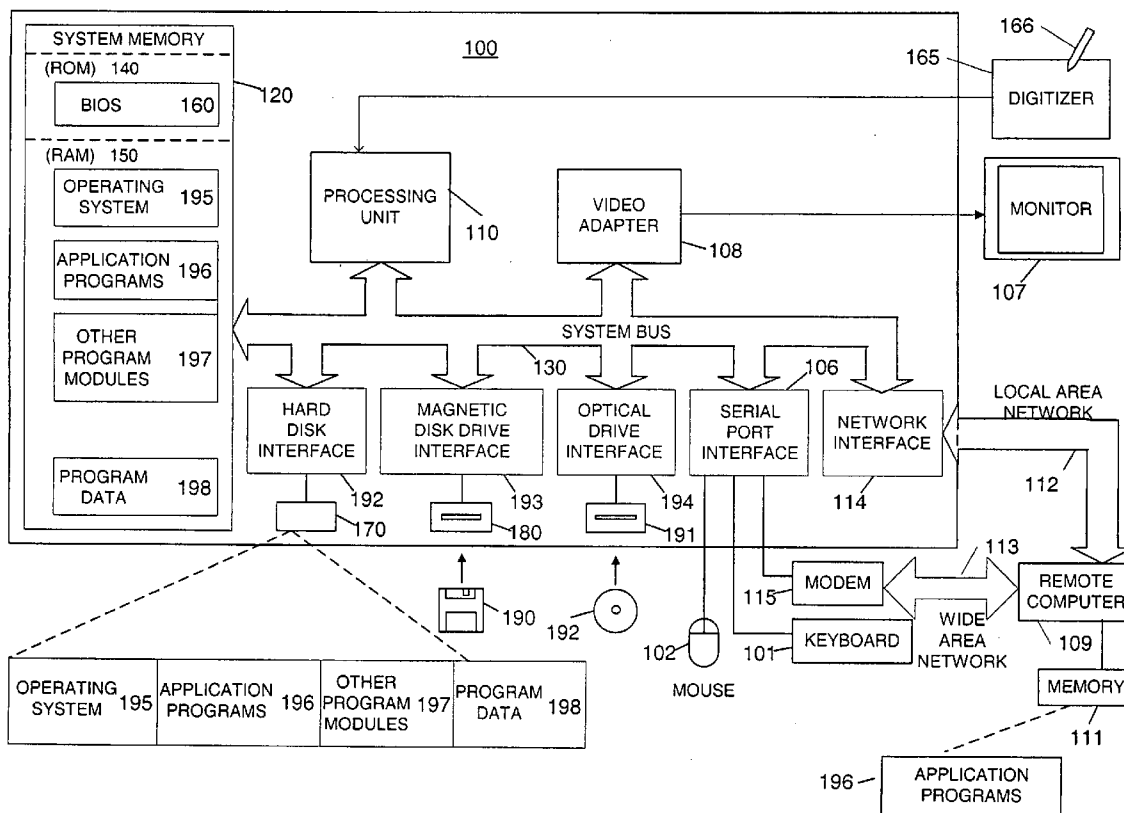 SYSTEM MEMORY
(ROM) 140
BIOS 160
120
(RAM) 150
OPERATING
SYSTEM
195
APPLICATION
PROGRAMS
196
OTHER
PROGRAM
MODULES
197
PROGRAM
DATA
198
100
PROCESSING
UNIT
110
VIDEO
ADAPTER
108
165
166
DIGITIZER
MONITOR
107
SYSTEM BUS
130
106
HARD
DISK
INTERFACE
192
170
MAGNETIC
DISK DRIVE
INTERFACE
193
180
OPTICAL
DRIVE
INTERFACE
194
191
SERIAL
PORT
INTERFACE
NETWORK
INTERFACE
114
LOCAL AREA
NETWORK
112
190
192
102
MOUSE
MODEM
115
KEYBOARD
101
113
WIDE
AREA
NETWORK
REMOTE
COMPUTER
109
MEMORY
111
OPERATING
SYSTEM
195
APPLICATION
PROGRAMS
196
OTHER
PROGRAM
MODULES
197
PROGRAM
DATA
198
196
APPLICATION
PROGRAMS